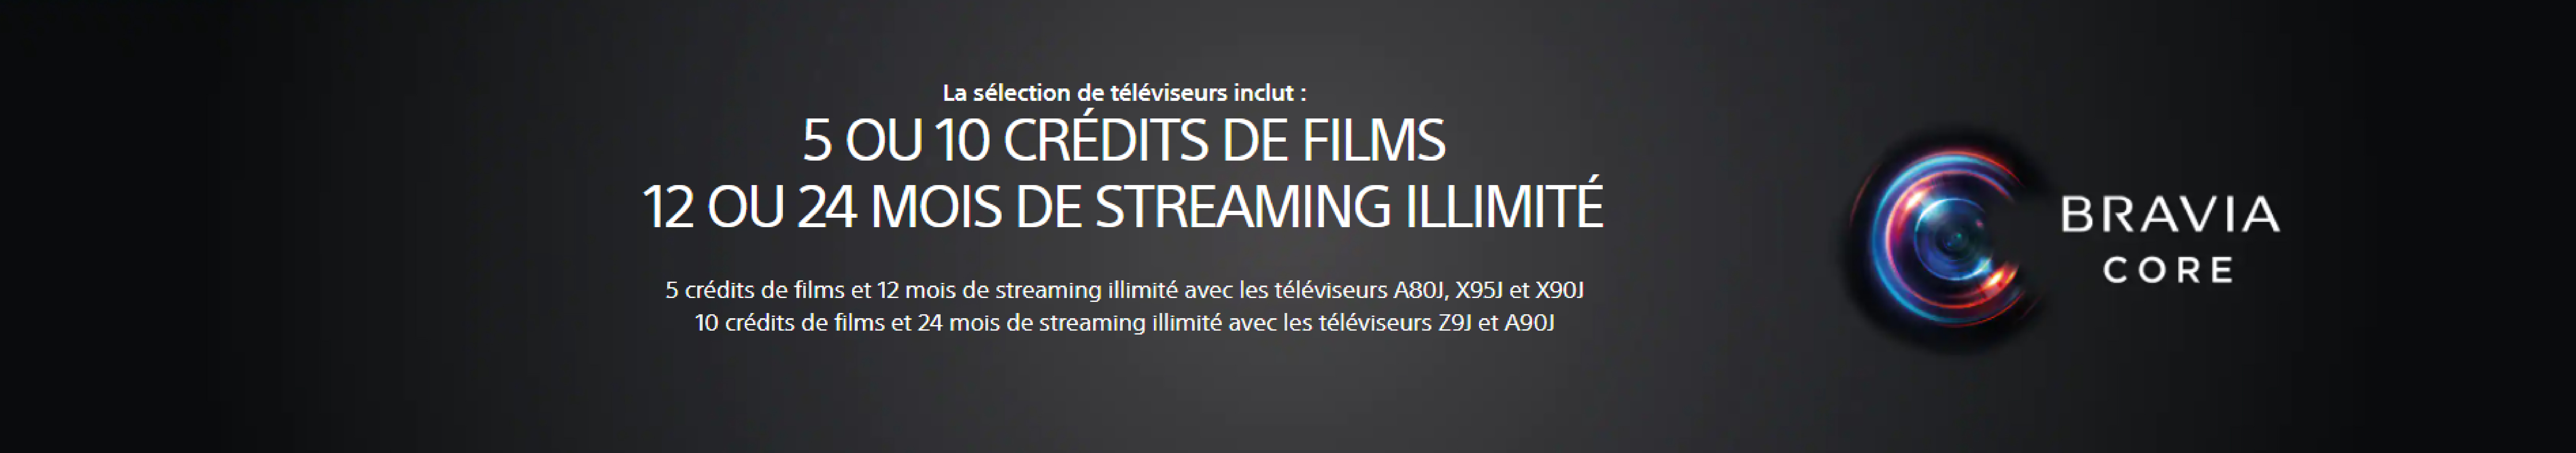 La sélection de téléviseurs inclut :
5 OU 10 CRÉDITS DE FILMS
12 OU 24 MOIS DE STREAMING ILLIMITÉ
5 crédits de films et 12 mois de streaming illimité avec les téléviseurs A80J, X95J et X90J
10 crédits de films et 24 mois de streaming illimité avec les téléviseurs Z9J et A90J
BRAVIA
CORE